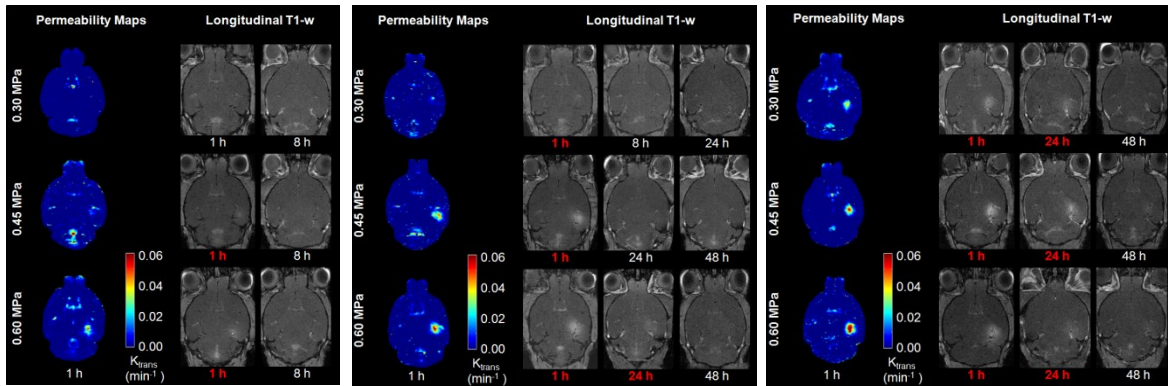 Permeability Maps Longitudinal T1-w
0.30 MPa
1 h 8 h
0.45 MPa
1 h 8 h
0.60 MPa
0.06
0.04
0.02
0.00
Ktrans
(min-1)
1 h 1 h 8 h
Permeability Maps Longitudinal T1-w
0.30 MPa
1 h 8 h 24 h
0.45 MPa
1 h 24 h 48 h
0.60 MPa
0.06
0.04
0.02
0.00
Ktrans
(min-1)
1 h 1 h 24 h 48 h
Permeability Maps Longitudinal T1-w
0.30 MPa
1 h 24 h 48 h
0.45 MPa
1 h 24 h 48 h
0.60 MPa
0.06
0.04
0.02
0.00
Ktrans
(min-1)
1 h 1 h 24 h 48 h